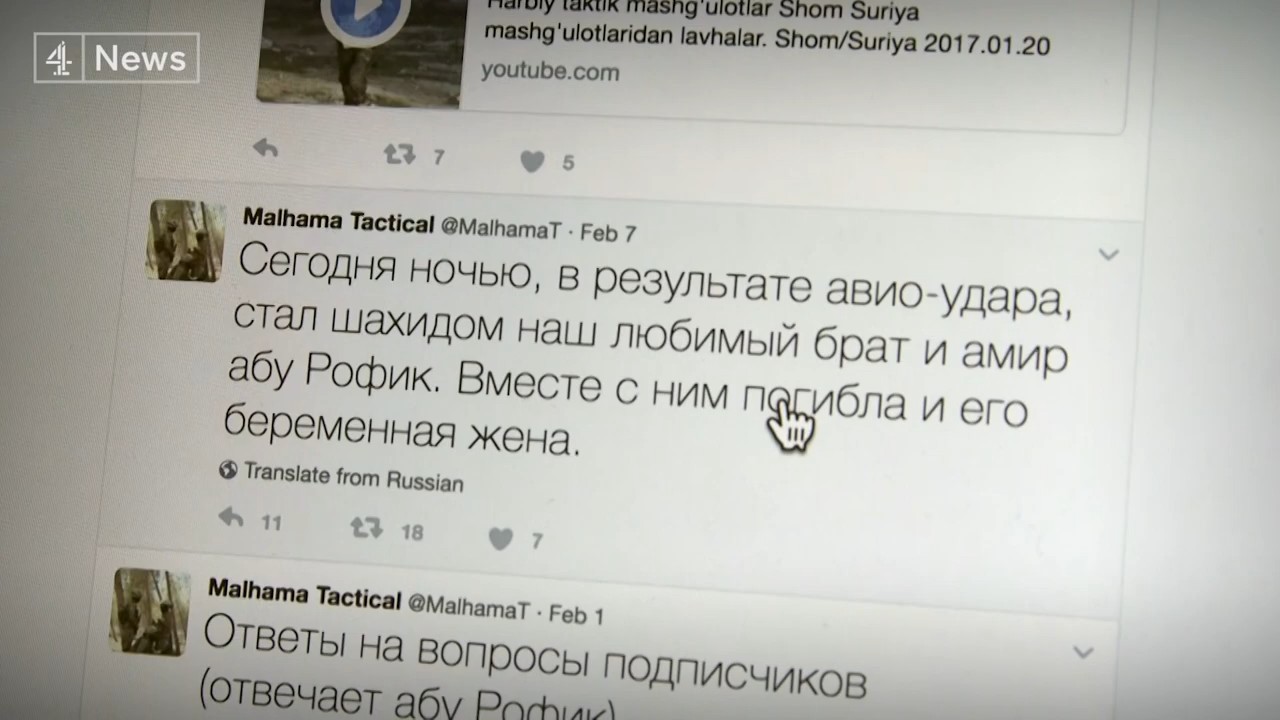 4 News
Harbiy taktik mashg'ulotlar Shom Suriya
mashg'ulotlaridan lavhalar. Shom/Suriya 2017.01.20
youtube.com
7 5
Malhama Tactical @MalhamaT · Feb 7
Сегодня ночью, в результате авио-удара,
стал шахидом наш любимый брат и амир
абу Рофик. Вместе с ним погибла и его
беременная жена.
Translate from Russian
11 18 7
Malhama Tactical @MalhamaT · Feb 1
Ответы на вопросы подписчиков
(отвечает абу Рофик)